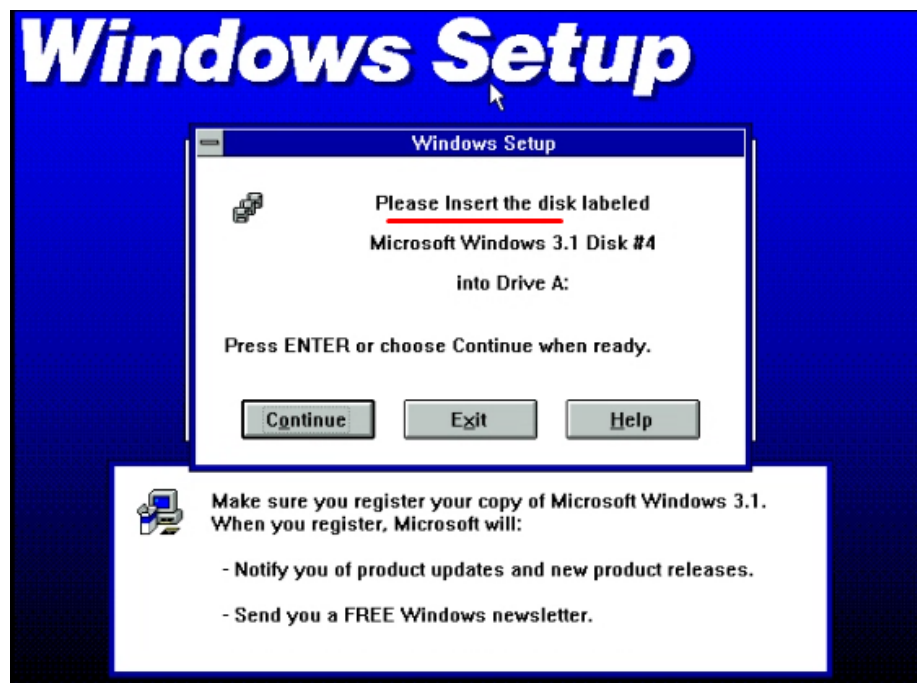 Windows Setup
Windows Setup
Please Insert the disk labeled
Microsoft Windows 3.1 Disk #4
into Drive A:
Press ENTER or choose Continue when ready.
Continue Exit Help
Make sure you register your copy of Microsoft Windows 3.1.
When you register, Microsoft will:
- Notify you of product updates and new product releases.
- Send you a FREE Windows newsletter.